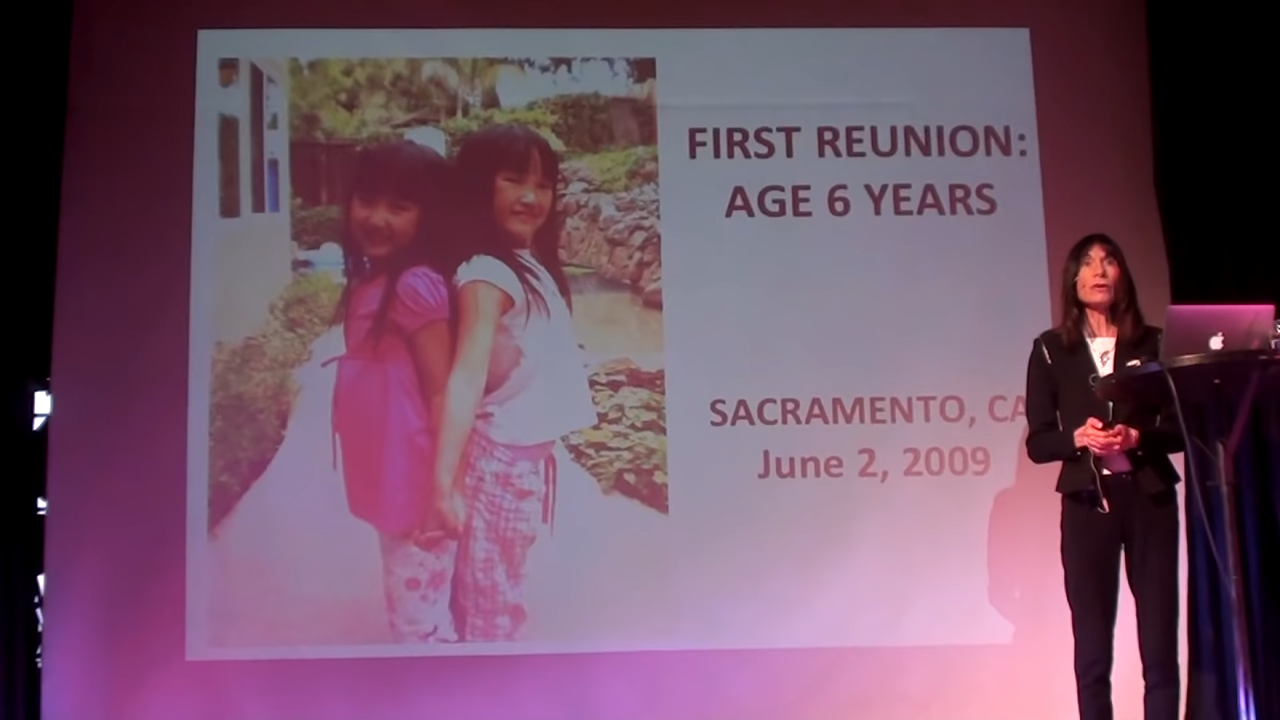 FIRST REUNION:
AGE 6 YEARS
SACRAMENTO, CA
June 2, 2009